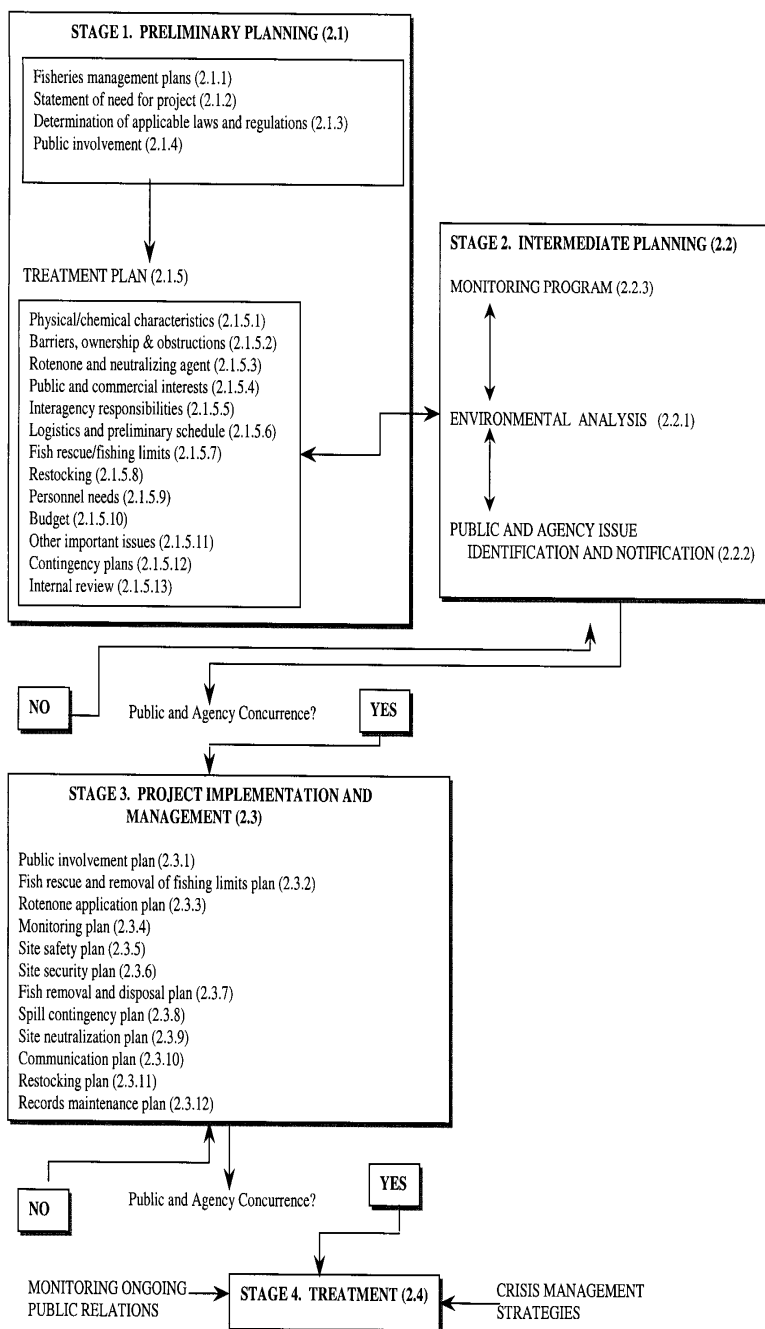 STAGE 1. PRELIMINARY PLANNING (2.1)
Fisheries management plans (2.1.1)
Statement of need for project (2.1.2)
Determination of applicable laws and regulations (2.1.3)
Public involvement (2.1.4)
TREATMENT PLAN (2.1.5)
Physical/chemical characteristics (2.1.5.1)
Barriers, ownership & obstructions (2.1.5.2)
Rotenone and neutralizing agent (2.1.5.3)
Public and commercial interests (2.1.5.4)
Interagency responsibilities (2.1.5.5)
Logistics and preliminary schedule (2.1.5.6)
Fish rescue/fishing limits (2.1.5.7)
Restocking (2.1.5.8)
Personnel needs (2.1.5.9)
Budget (2.1.5.10)
Other important issues (2.1.5.11)
Contingency plans (2.1.5.12)
Internal review (2.1.5.13)
STAGE 2. INTERMEDIATE PLANNING (2.2)
MONITORING PROGRAM (2.2.3)
ENVIRONMENTAL ANALYSIS (2.2.1)
PUBLIC AND AGENCY ISSUE
IDENTIFICATION AND NOTIFICATION (2.2.2)
NO
Public and Agency Concurrence?
YES
STAGE 3. PROJECT IMPLEMENTATION AND
MANAGEMENT (2.3)
Public involvement plan (2.3.1)
Fish rescue and removal of fishing limits plan (2.3.2)
Rotenone application plan (2.3.3)
Monitoring plan (2.3.4)
Site safety plan (2.3.5)
Site security plan (2.3.6)
Fish removal and disposal plan (2.3.7)
Spill contingency plan (2.3.8)
Site neutralization plan (2.3.9)
Communication plan (2.3.10)
Restocking plan (2.3.11)
Records maintenance plan (2.3.12)
NO
Public and Agency Concurrence?
YES
MONITORING ONGOING
PUBLIC RELATIONS
STAGE 4. TREATMENT (2.4)
CRISIS MANAGEMENT
STRATEGIES